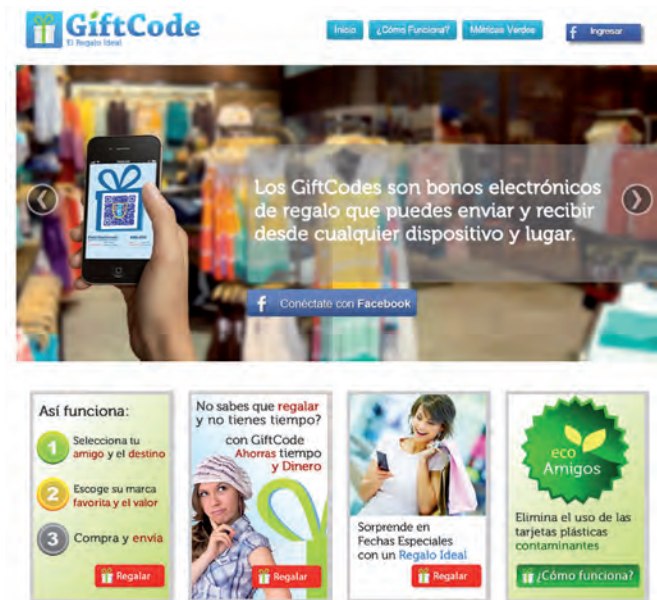 GiftCode
El Regalo Ideal
Inicio
¿Cómo Funciona?
Métricas Verdes
f Ingresar
Los GiftCodes son bonos electrónicos
de regalo que puedes enviar y recibir
desde cualquier dispositivo y lugar.
f Conéctate con Facebook
Así funciona:
1 Selecciona tu
amigo y el destino
2 Escoge su marca
favorita y el valor
3 Compra y envía
Regalar
No sabes que regalar
y no tienes tiempo?
con GiftCode
Ahorras tiempo
y Dinero
Regalar
Sorprende en
Fechas Especiales
con un Regalo Ideal
Regalar
eco
Amigos
Elimina el uso de las
tarjetas plásticas
contaminantes
¿Cómo funciona?